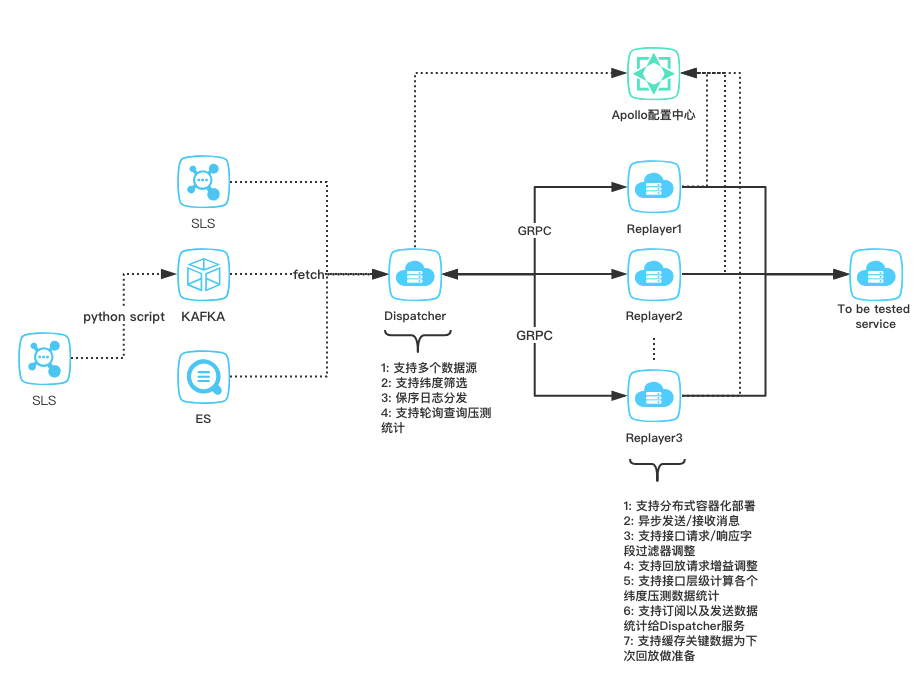 Apollo配置中心
SLS
GRPC
Replayer1
fetch
python script
KAFKA
Dispatcher
Replayer2
To be tested
service
GRPC
SLS
ES
1: 支持多个数据源
2: 支持纬度筛选
3: 保序日志分发
4: 支持轮询查询压测
统计
Replayer3
1: 支持分布式容器化部署
2: 异步发送/接收消息
3: 支持接口请求/响应字
段过滤器调整
4: 支持回放请求增益调整
5: 支持接口层级计算各个
纬度压测数据统计
6: 支持订阅以及发送数据
统计给Dispatcher服务
7: 支持缓存关键数据为下
次回放做准备